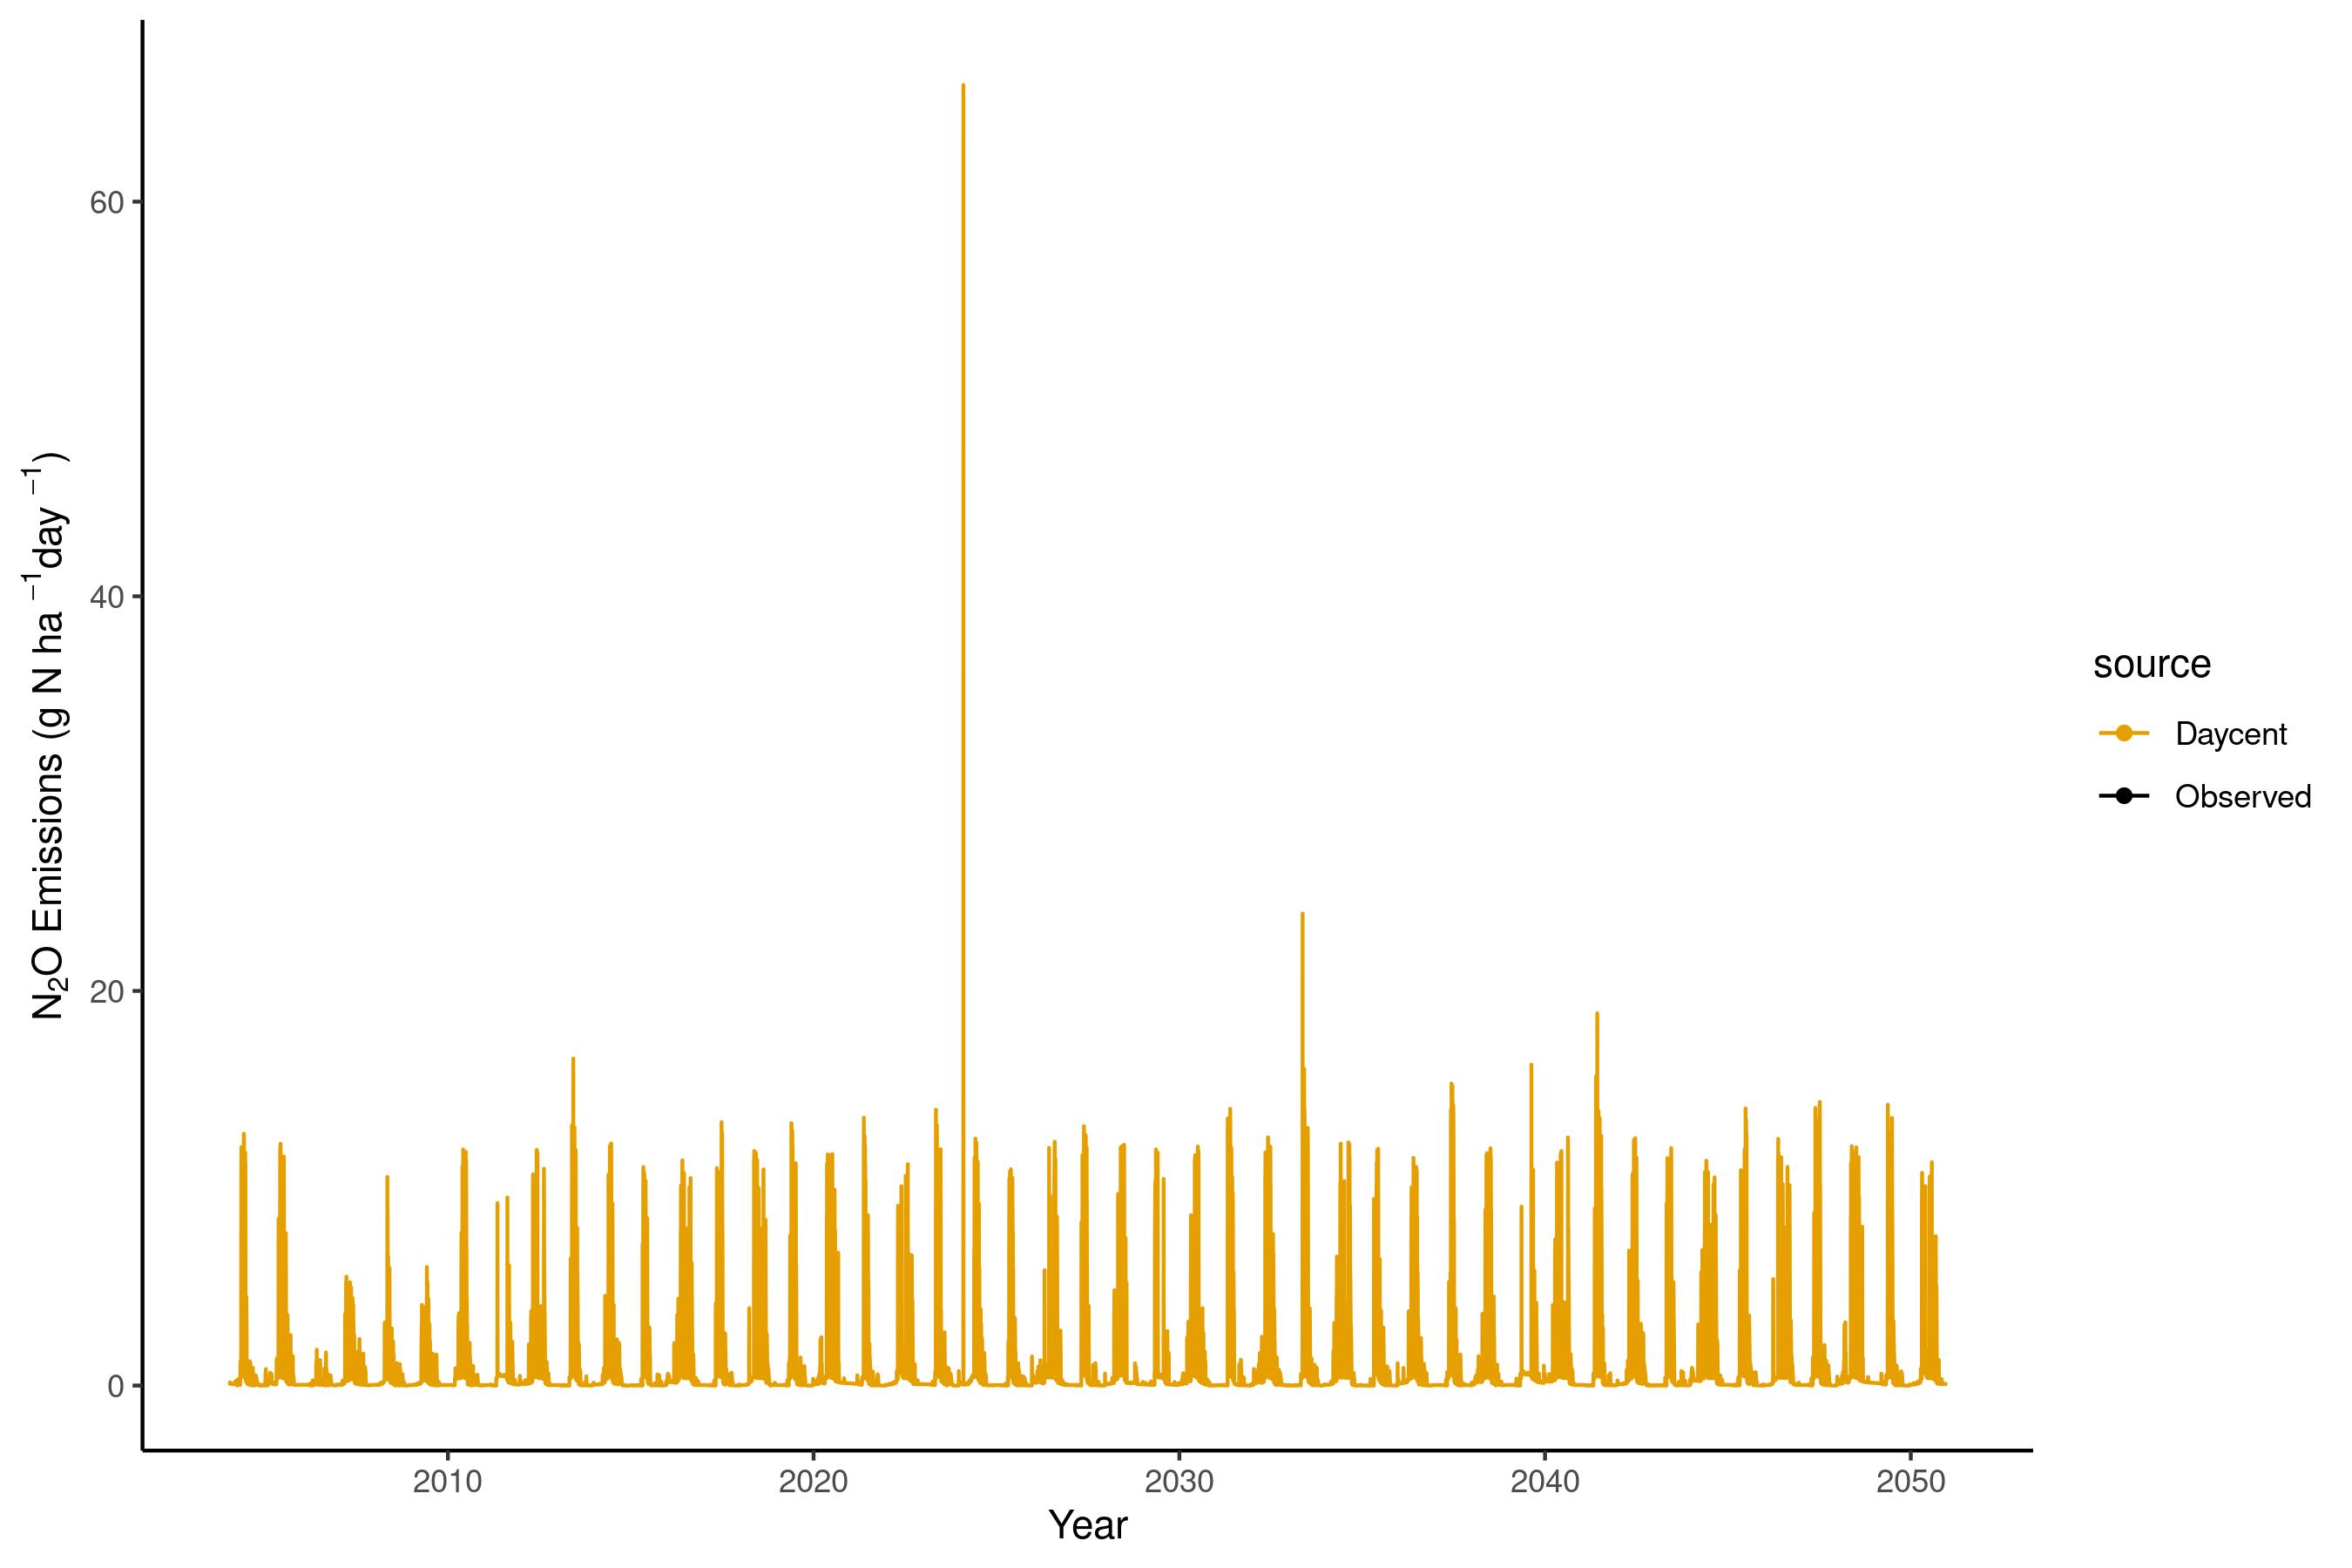 60
40
20
0
N₂O Emissions (g N ha ⁻¹day ⁻¹)
2010 2020 2030 2040 2050
Year
source
Daycent
Observed